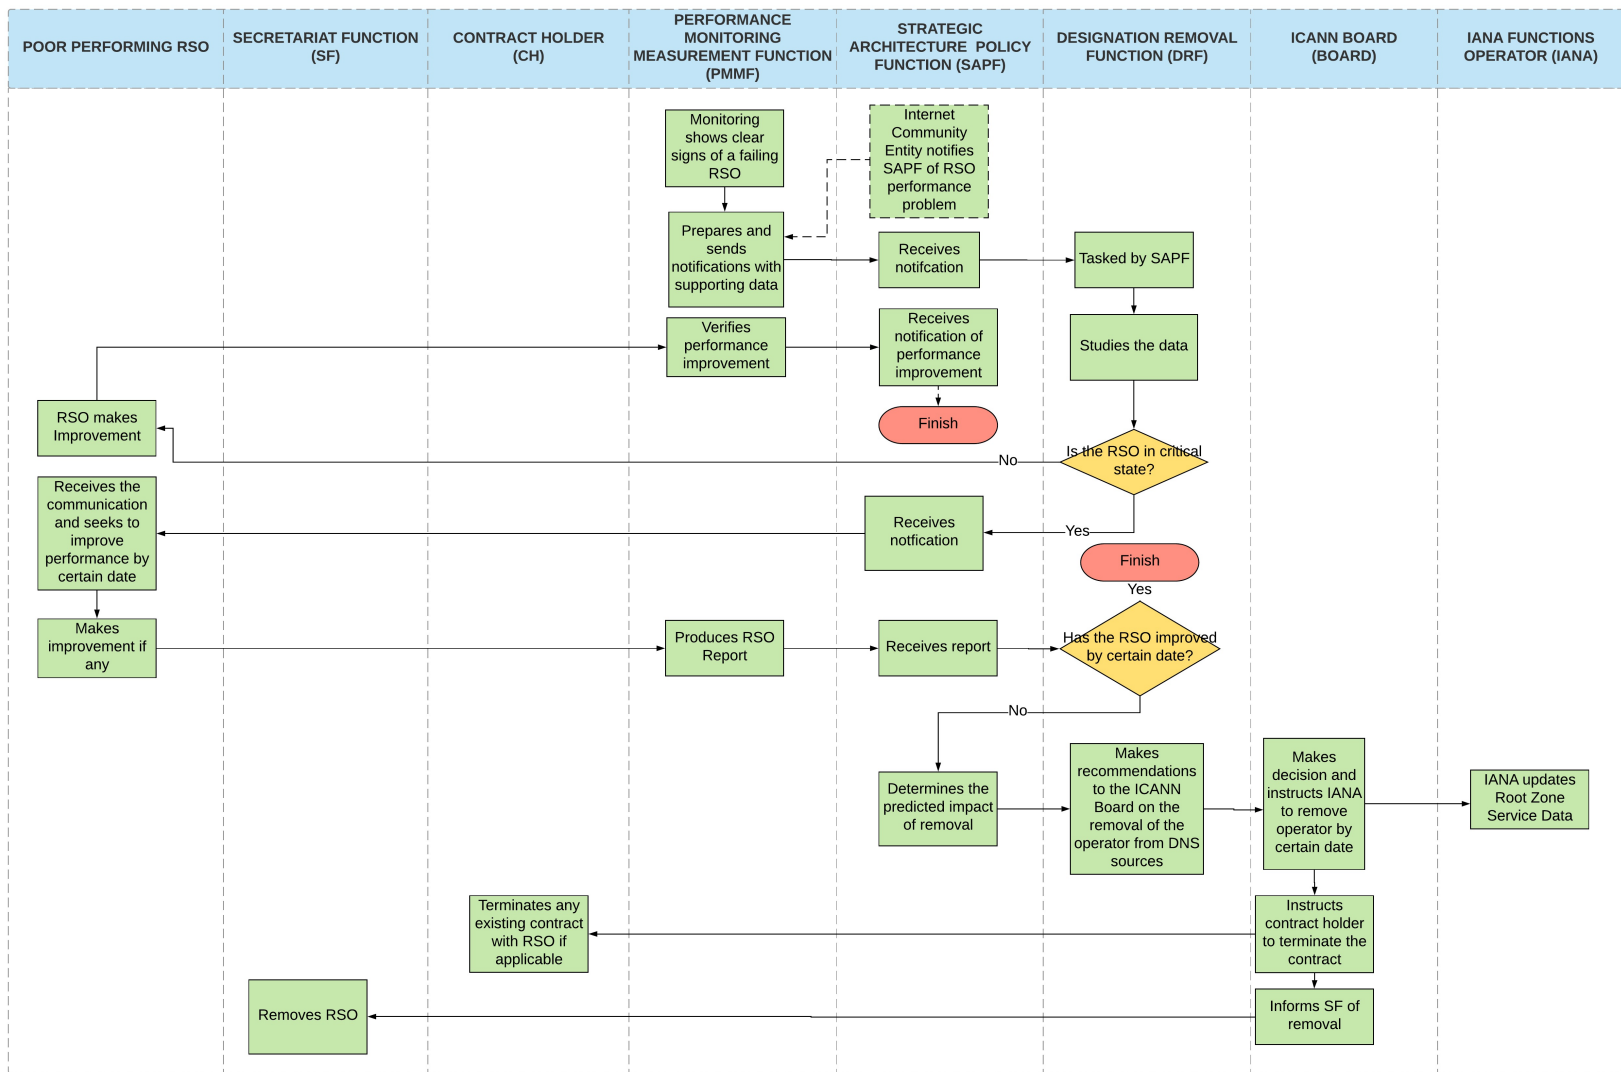 POOR PERFORMING RSO
SECRETARIAT FUNCTION
(SF)
CONTRACT HOLDER
(CH)
PERFORMANCE
MONITORING
MEASUREMENT FUNCTION
(PMMF)
STRATEGIC
ARCHITECTURE POLICY
FUNCTION (SAPF)
DESIGNATION REMOVAL
FUNCTION (DRF)
ICANN BOARD
(BOARD)
IANA FUNCTIONS
OPERATOR (IANA)
Monitoring
shows clear
signs of a failing
RSO
Internet
Community
Entity notifies
SAPF of RSO
performance
problem
Prepares and
sends
notifications with
supporting data
Receives
notifcation
Tasked by SAPF
Verifies
performance
improvement
Receives
notification of
performance
improvement
Studies the data
Finish
RSO makes
Improvement
No
Is the RSO in critical
state?
Receives the
communication
and seeks to
improve
performance by
certain date
Receives
notfication
Yes
Finish
Yes
Makes
improvement if
any
Produces RSO
Report
Receives report
Has the RSO improved
by certain date?
No
Determines the
predicted impact
of removal
Makes
recommendations
to the ICANN
Board on the
removal of the
operator from DNS
sources
Makes
decision and
instructs IANA
to remove
operator by
certain date
IANA updates
Root Zone
Service Data
Terminates any
existing contract
with RSO if
applicable
Instructs
contract holder
to terminate the
contract
Removes RSO
Informs SF of
removal